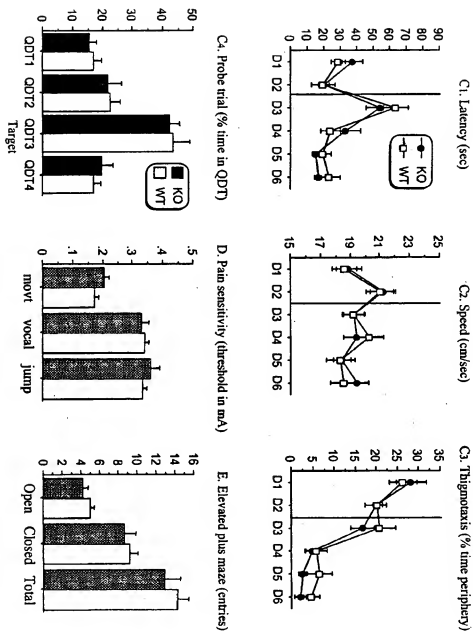 C1. Latency (sec)
10 20 30 40 50 60 70 80 90
D1
D2
D3
D4
D5
D6
KO
WT
C2. Speed (cm/sec)
15 17 19 21 23 25
D1
D2
D3
D4
D5
D6
C3. Thigmotaxis (% time periphery)
0 5 10 15 20 25 30 35
D1
D2
D3
D4
D5
D6
C4. Probe trial (% time in QDT)
0 10 20 30 40 50
QDT1
QDT2
QDT3
QDT4
Target
KO
WT
D. Pain sensitivity (threshold in mA)
0 .1 .2 .3 .4 .5
movt
vocal
jump
E. Elevated plus maze (entries)
0 2 4 6 8 10 12 14 16
Open
Closed
Total